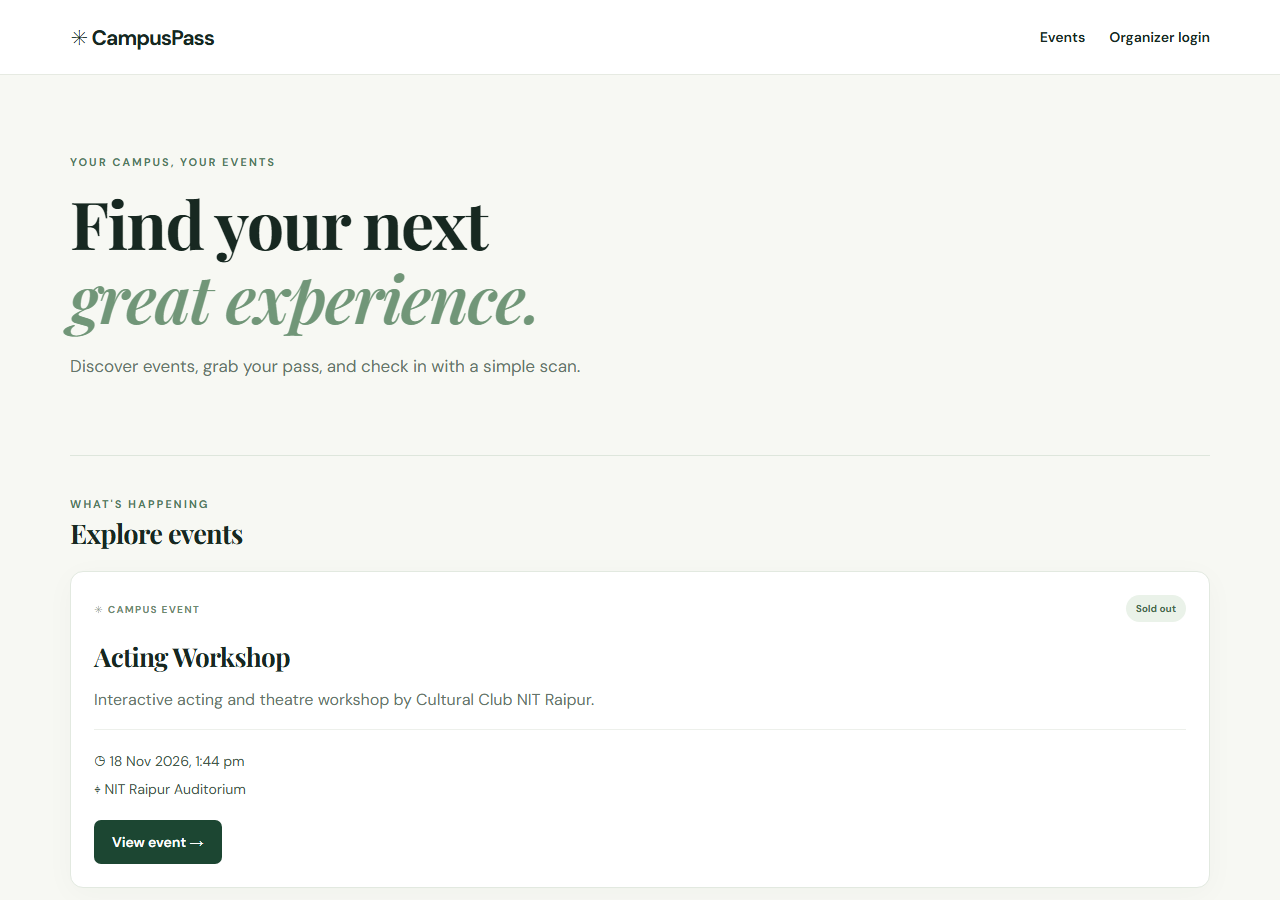 ✳ CampusPass
Events Organizer login
YOUR CAMPUS, YOUR EVENTS
Find your next
great experience.
Discover events, grab your pass, and check in with a simple scan.
WHAT'S HAPPENING
Explore events
✳ CAMPUS EVENT
Sold out
Acting Workshop
Interactive acting and theatre workshop by Cultural Club NIT Raipur.
◷ 18 Nov 2026, 1:44 pm
⌖ NIT Raipur Auditorium
View event →